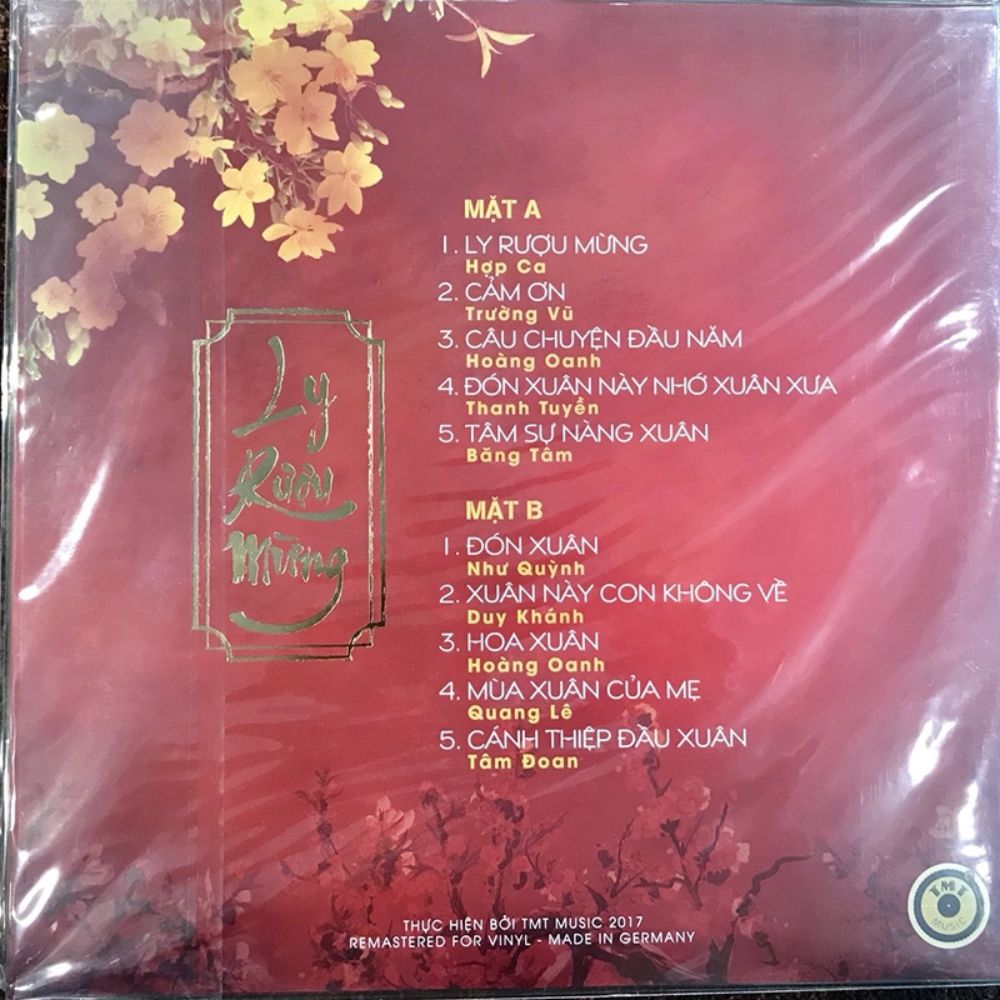 Ly
Rượu
Mừng
MẶT A
1. LY RƯỢU MỪNG
Hợp Ca
2. CẢM ƠN
Trường Vũ
3. CÂU CHUYỆN ĐẦU NĂM
Hoàng Oanh
4. ĐÓN XUÂN NÀY NHỚ XUÂN XƯA
Thanh Tuyền
5. TÂM SỰ NÀNG XUÂN
Băng Tâm
MẶT B
1. ĐÓN XUÂN
Như Quỳnh
2. XUÂN NÀY CON KHÔNG VỀ
Duy Khánh
3. HOA XUÂN
Hoàng Oanh
4. MÙA XUÂN CỦA MẸ
Quang Lê
5. CÁNH THIỆP ĐẦU XUÂN
Tâm Đoan
THỰC HIỆN BỞI TMT MUSIC 2017
REMASTERED FOR VINYL - MADE IN GERMANY
TMT
MUSIC